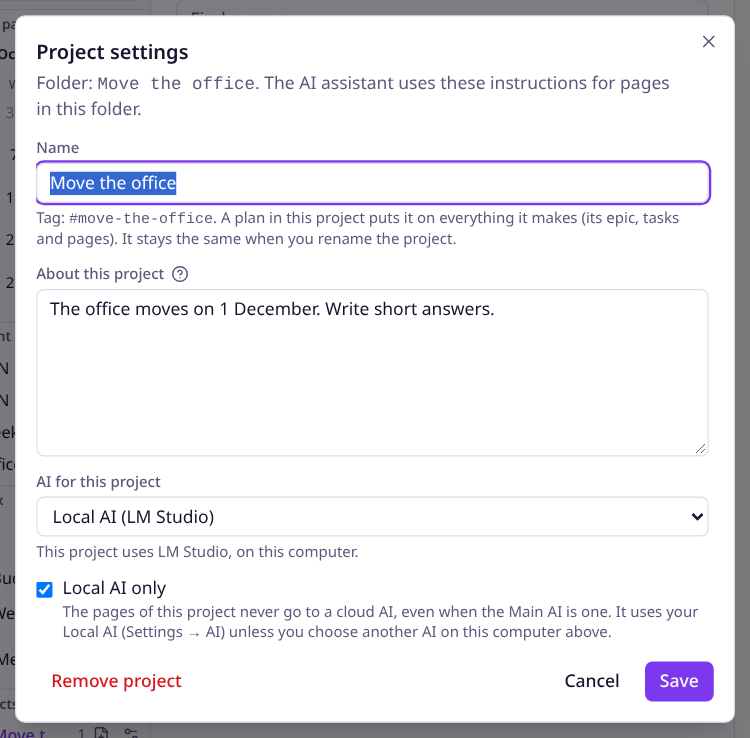 Project settings
Folder: Move the office. The AI assistant uses these instructions for pages
in this folder.
Name
Move the office
Tag: #move-the-office. A plan in this project puts it on everything it makes (its epic, tasks
and pages). It stays the same when you rename the project.
About this project ?
The office moves on 1 December. Write short answers.
AI for this project
Local AI (LM Studio)
This project uses LM Studio, on this computer.
Local AI only
The pages of this project never go to a cloud AI, even when the Main AI is one. It uses your
Local AI (Settings → AI) unless you choose another AI on this computer above.
Remove project
Cancel
Save